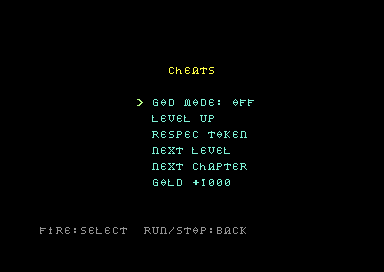 CHEATS
> GOD MODE: OFF
LEVEL UP
RESPEC TOKEN
NEXT LEVEL
NEXT CHAPTER
GOLD +1000
FIRE:SELECT RUN/STOP:BACK